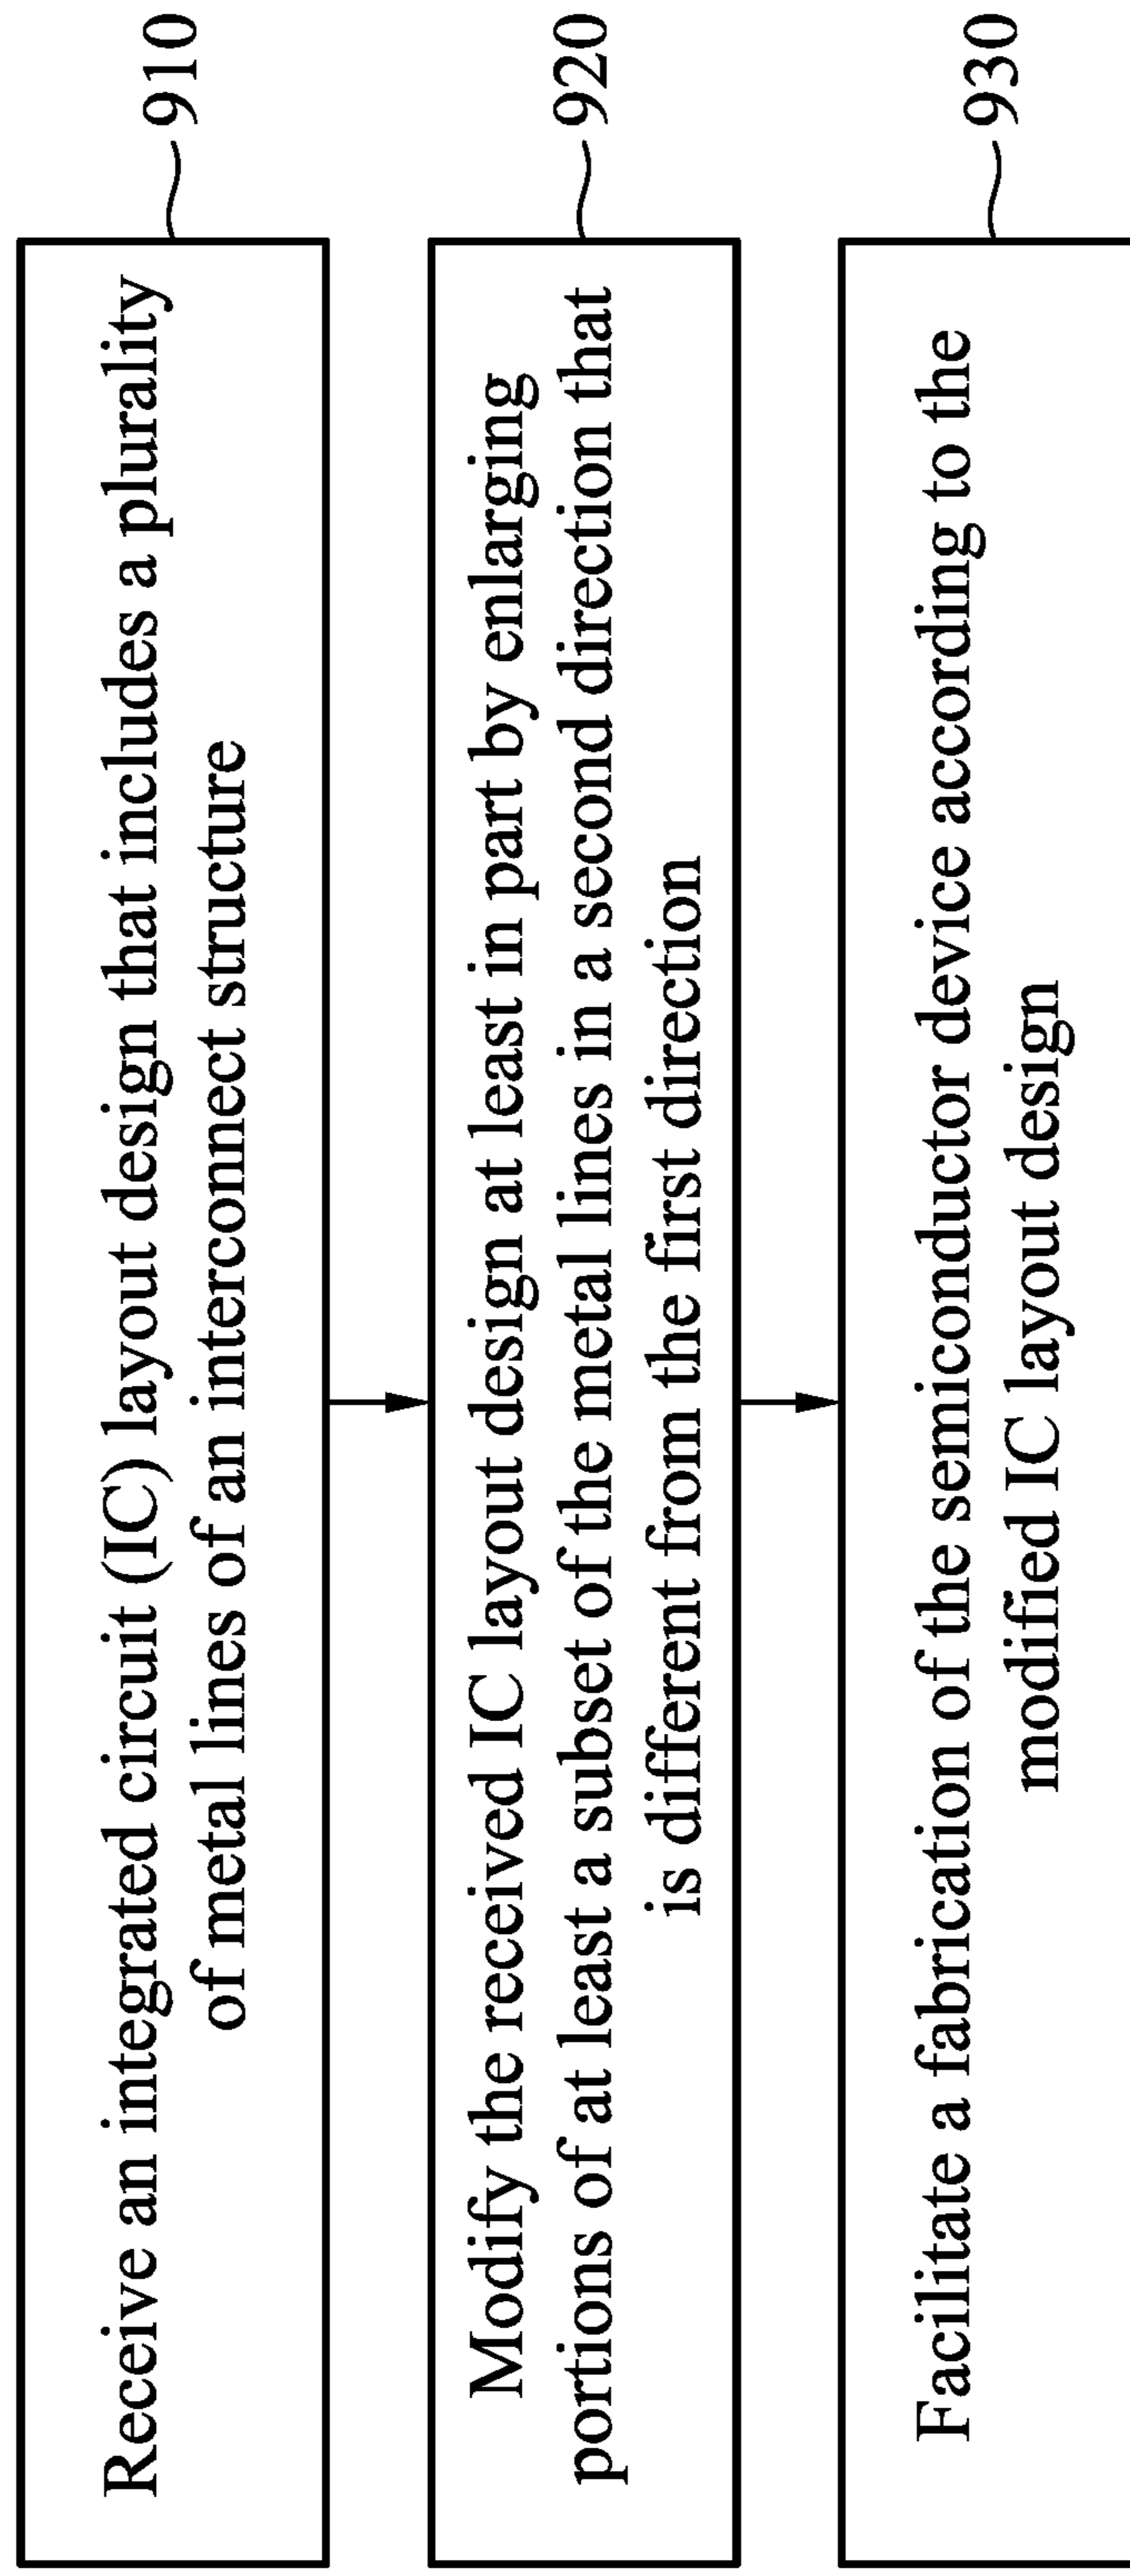 Receive an integrated circuit (IC) layout design that includes a plurality
of metal lines of an interconnect structure
910
Modify the received IC layout design at least in part by enlarging
portions of at least a subset of the metal lines in a second direction that
is different from the first direction
920
Facilitate a fabrication of the semiconductor device according to the
modified IC layout design
930